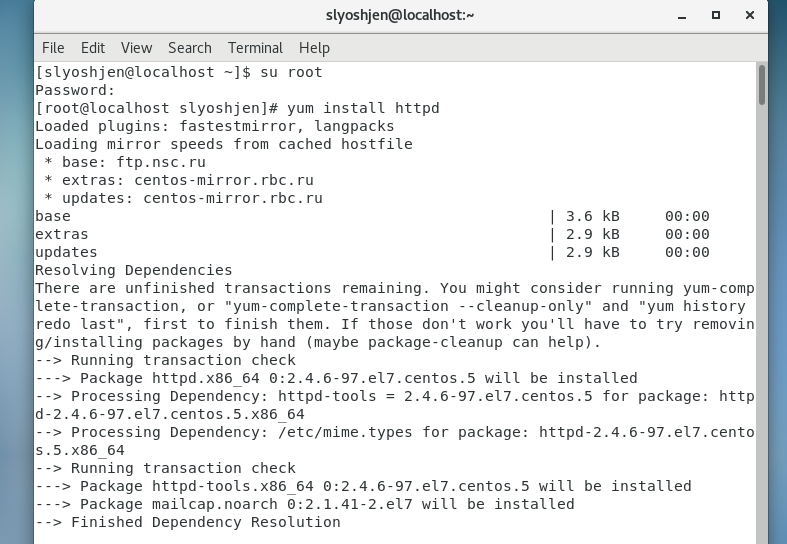 slyoshjen@localhost:~
File Edit View Search Terminal Help
[slyoshjen@localhost ~]$ su root
Password:
[root@localhost slyoshjen]# yum install httpd
Loaded plugins: fastestmirror, langpacks
Loading mirror speeds from cached hostfile
 * base: ftp.nsc.ru
 * extras: centos-mirror.rbc.ru
 * updates: centos-mirror.rbc.ru
base                                                     | 3.6 kB     00:00
extras                                                   | 2.9 kB     00:00
updates                                                  | 2.9 kB     00:00
Resolving Dependencies
There are unfinished transactions remaining. You might consider running yum-comp
lete-transaction, or "yum-complete-transaction --cleanup-only" and "yum history
redo last", first to finish them. If those don't work you'll have to try removin
g/installing packages by hand (maybe package-cleanup can help).
--> Running transaction check
---> Package httpd.x86_64 0:2.4.6-97.el7.centos.5 will be installed
--> Processing Dependency: httpd-tools = 2.4.6-97.el7.centos.5 for package: http
d-2.4.6-97.el7.centos.5.x86_64
--> Processing Dependency: /etc/mime.types for package: httpd-2.4.6-97.el7.cento
s.5.x86_64
--> Running transaction check
---> Package httpd-tools.x86_64 0:2.4.6-97.el7.centos.5 will be installed
---> Package mailcap.noarch 0:2.1.41-2.el7 will be installed
--> Finished Dependency Resolution